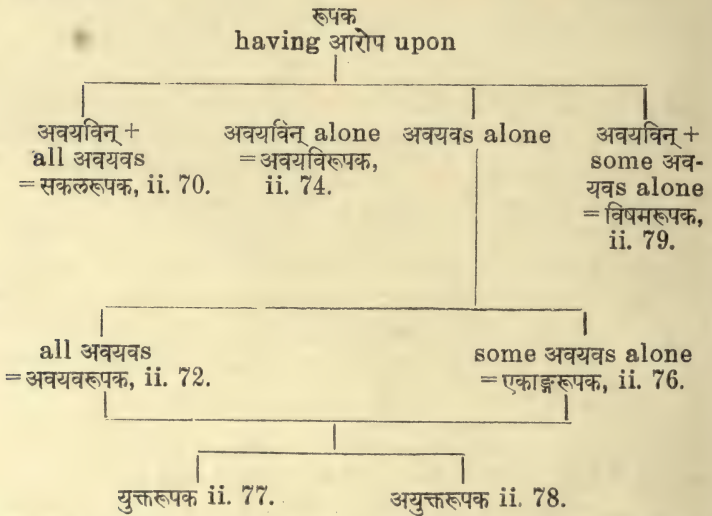 रूपक
having आरोप upon
अवयविन् +
all अवयवs
=सकलरूपक, ii. 70.
अवयविन् alone
=अवयविरूपक,
ii. 74.
अवयवs alone
अवयविन् +
some अव-
यवs alone
=विषमरूपक,
ii. 79.
all अवयवs
=अवयवरूपक, ii. 72.
some अवयवs alone
=एकाङ्गरूपक, ii. 76.
युक्तरूपक ii. 77.
अयुक्तरूपक ii. 78.